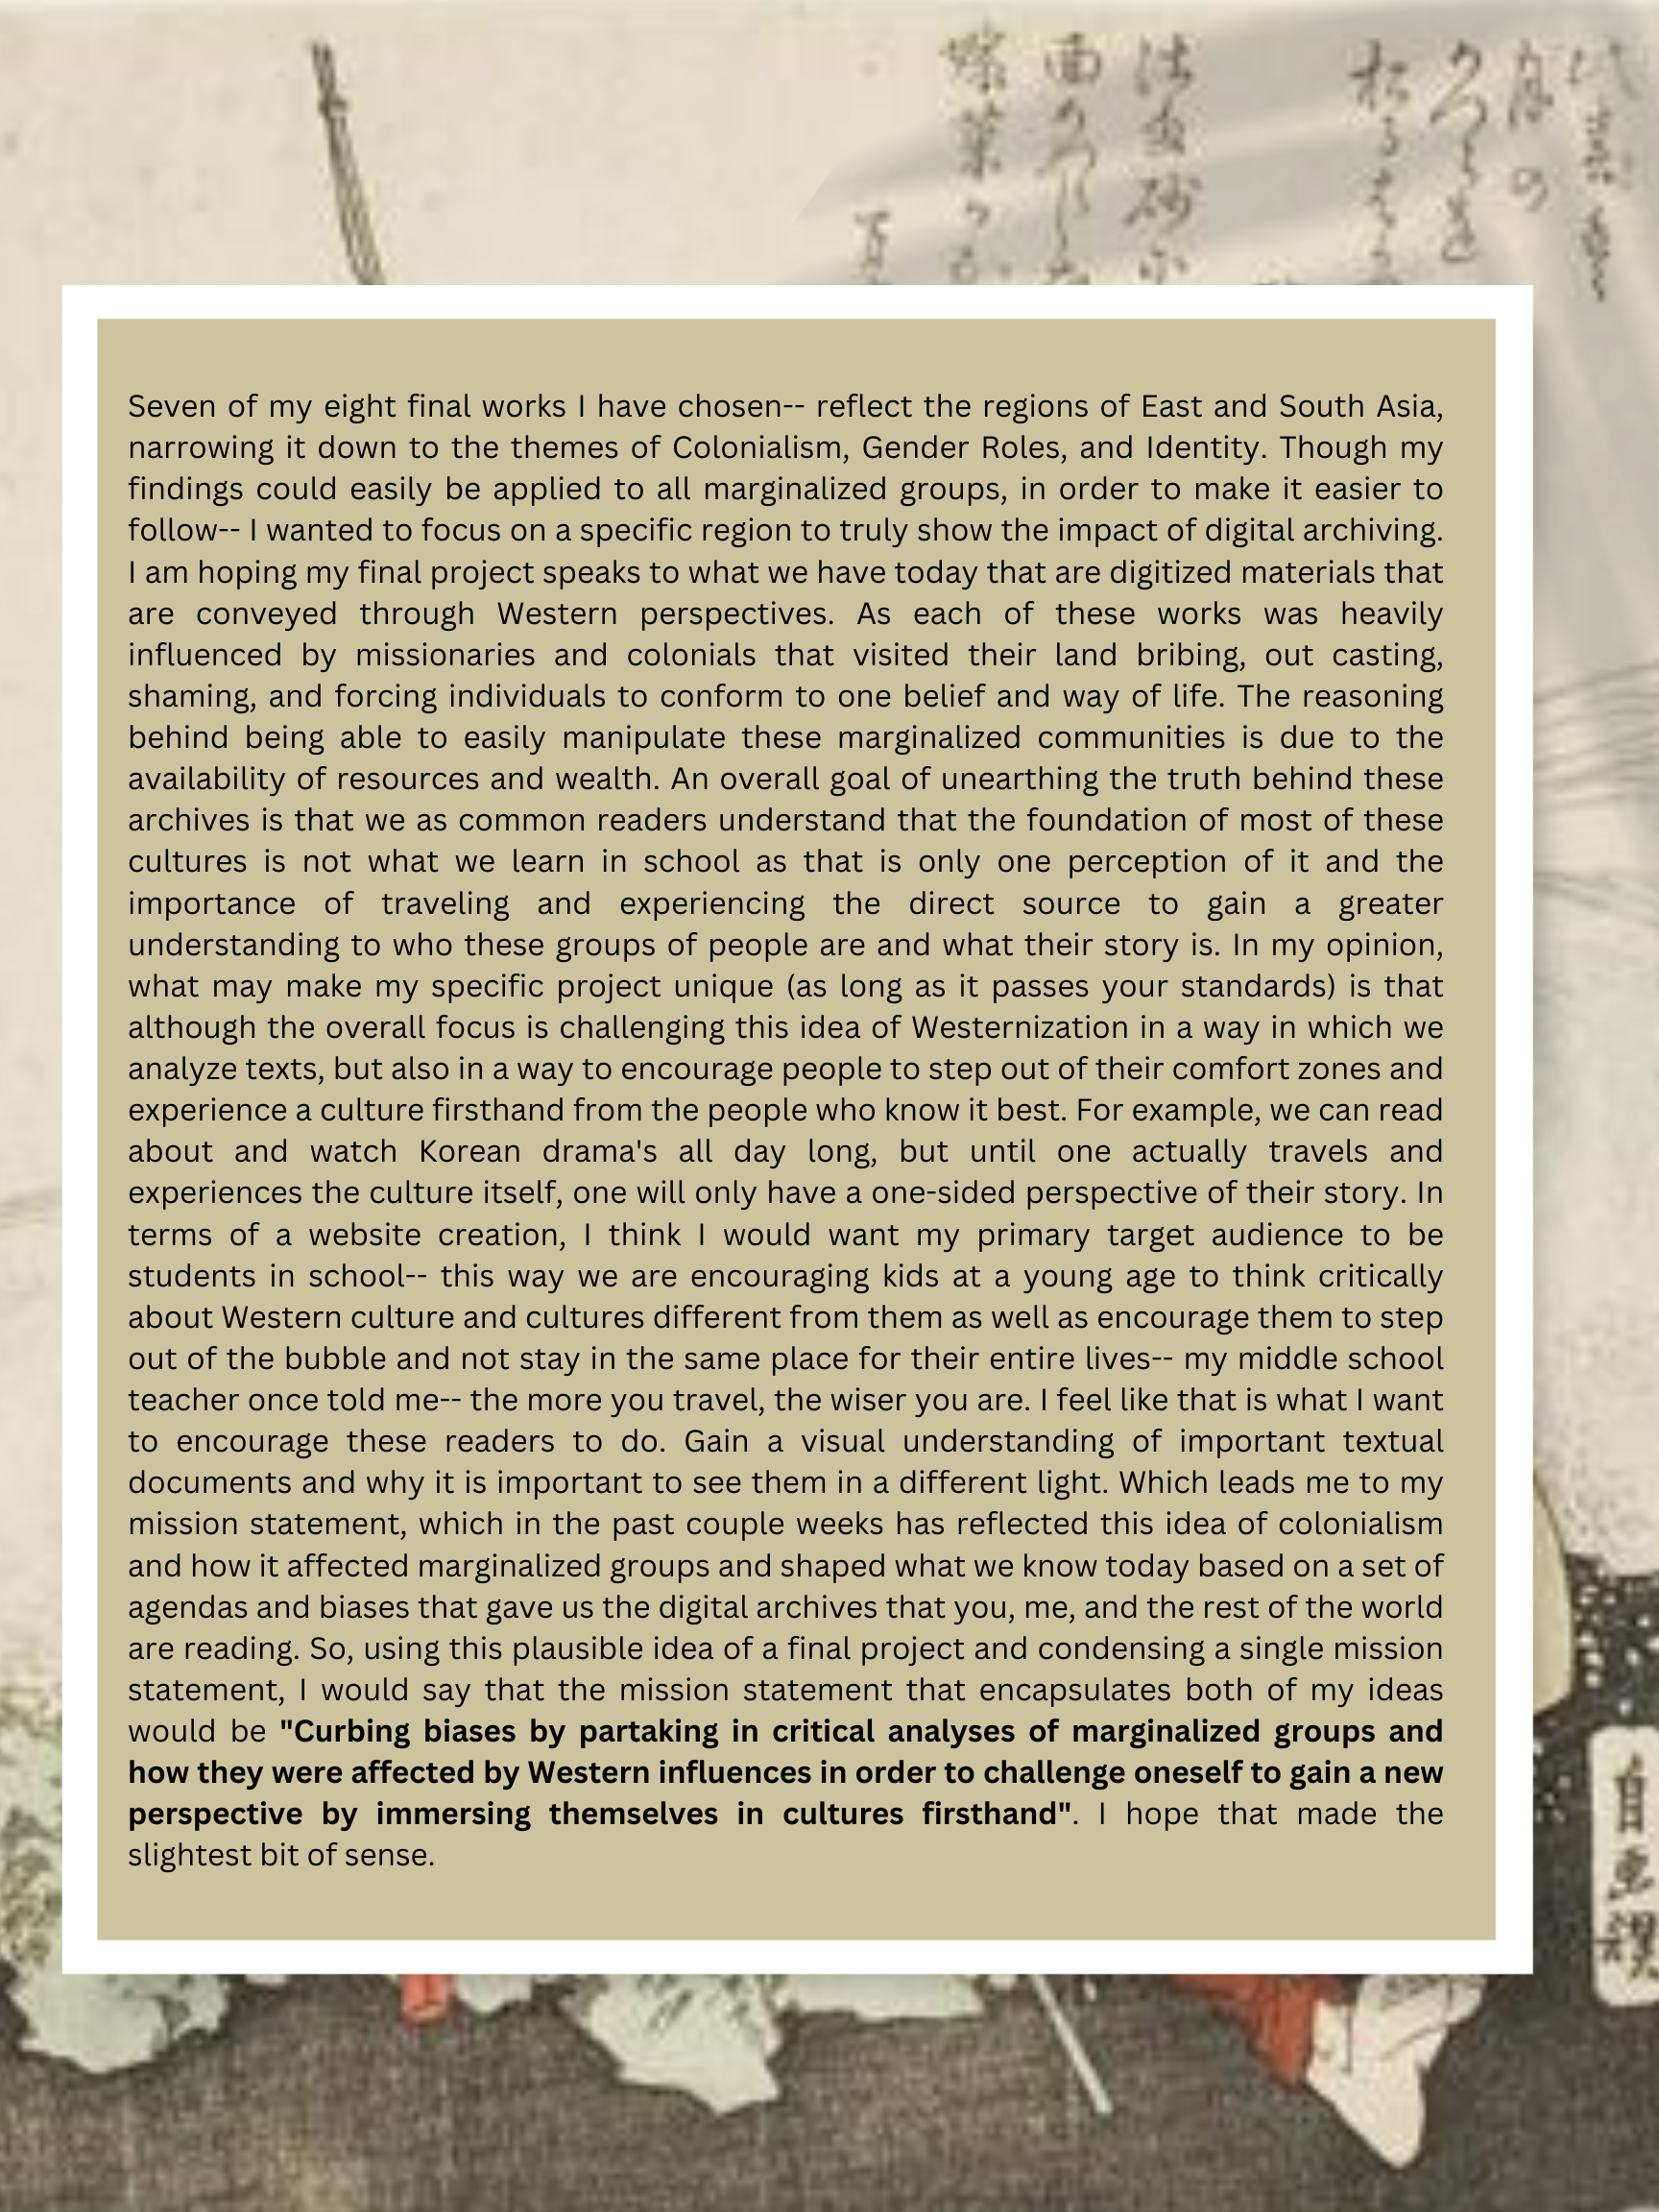 Seven of my eight final works I have chosen-- reflect the regions of East and South Asia,
narrowing it down to the themes of Colonialism, Gender Roles, and Identity. Though my
findings could easily be applied to all marginalized groups, in order to make it easier to
follow-- I wanted to focus on a specific region to truly show the impact of digital archiving.
I am hoping my final project speaks to what we have today that are digitized materials that
are conveyed through Western perspectives. As each of these works was heavily
influenced by missionaries and colonials that visited their land bribing, out casting,
shaming, and forcing individuals to conform to one belief and way of life. The reasoning
behind being able to easily manipulate these marginalized communities is due to the
availability of resources and wealth. An overall goal of unearthing the truth behind these
archives is that we as common readers understand that the foundation of most of these
cultures is not what we learn in school as that is only one perception of it and the
importance of traveling and experiencing the direct source to gain a greater
understanding to who these groups of people are and what their story is. In my opinion,
what may make my specific project unique (as long as it passes your standards) is that
although the overall focus is challenging this idea of Westernization in a way in which we
analyze texts, but also in a way to encourage people to step out of their comfort zones and
experience a culture firsthand from the people who know it best. For example, we can read
about and watch Korean drama's all day long, but until one actually travels and
experiences the culture itself, one will only have a one-sided perspective of their story. In
terms of a website creation, I think I would want my primary target audience to be
students in school-- this way we are encouraging kids at a young age to think critically
about Western culture and cultures different from them as well as encourage them to step
out of the bubble and not stay in the same place for their entire lives-- my middle school
teacher once told me-- the more you travel, the wiser you are. I feel like that is what I want
to encourage these readers to do. Gain a visual understanding of important textual
documents and why it is important to see them in a different light. Which leads me to my
mission statement, which in the past couple weeks has reflected this idea of colonialism
and how it affected marginalized groups and shaped what we know today based on a set of
agendas and biases that gave us the digital archives that you, me, and the rest of the world
are reading. So, using this plausible idea of a final project and condensing a single mission
statement, I would say that the mission statement that encapsulates both of my ideas
would be "Curbing biases by partaking in critical analyses of marginalized groups and
how they were affected by Western influences in order to challenge oneself to gain a new
perspective by immersing themselves in cultures firsthand". I hope that made the
slightest bit of sense.